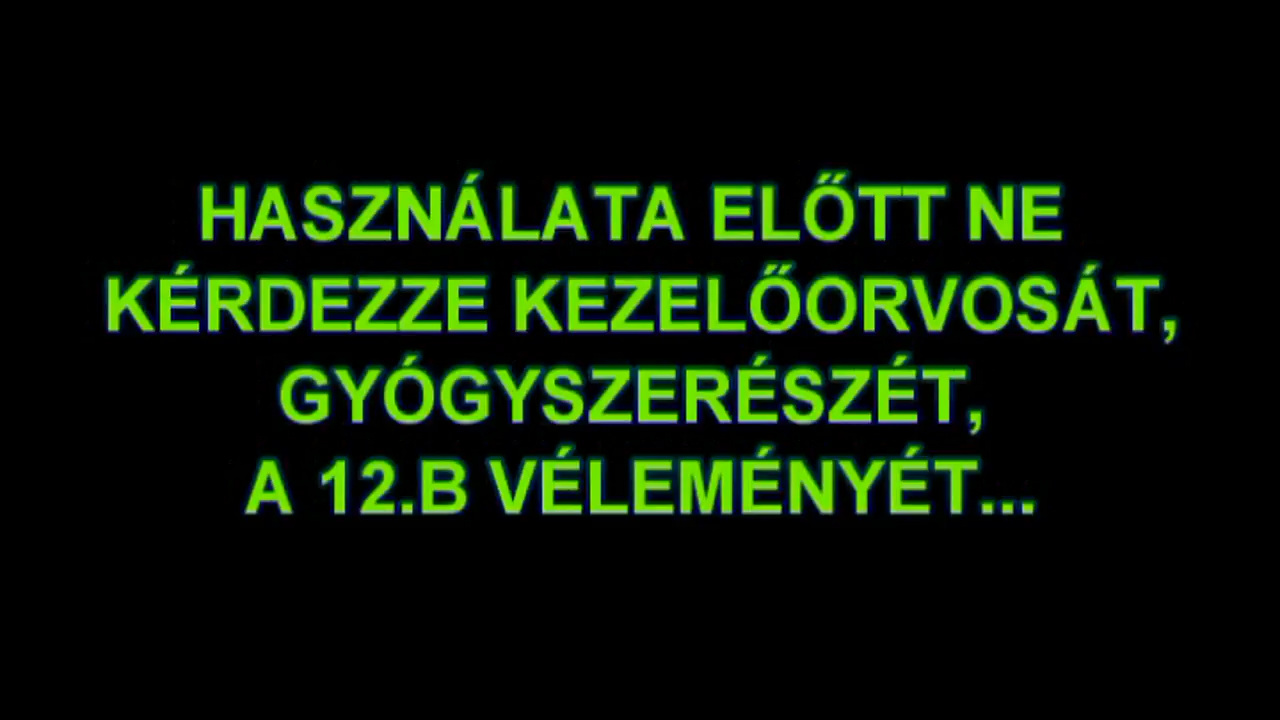 HASZNÁLATA ELŐTT NE
KÉRDEZZE KEZELŐORVOSÁT,
GYÓGYSZERÉSZÉT,
A 12.B VÉLEMÉNYÉT...